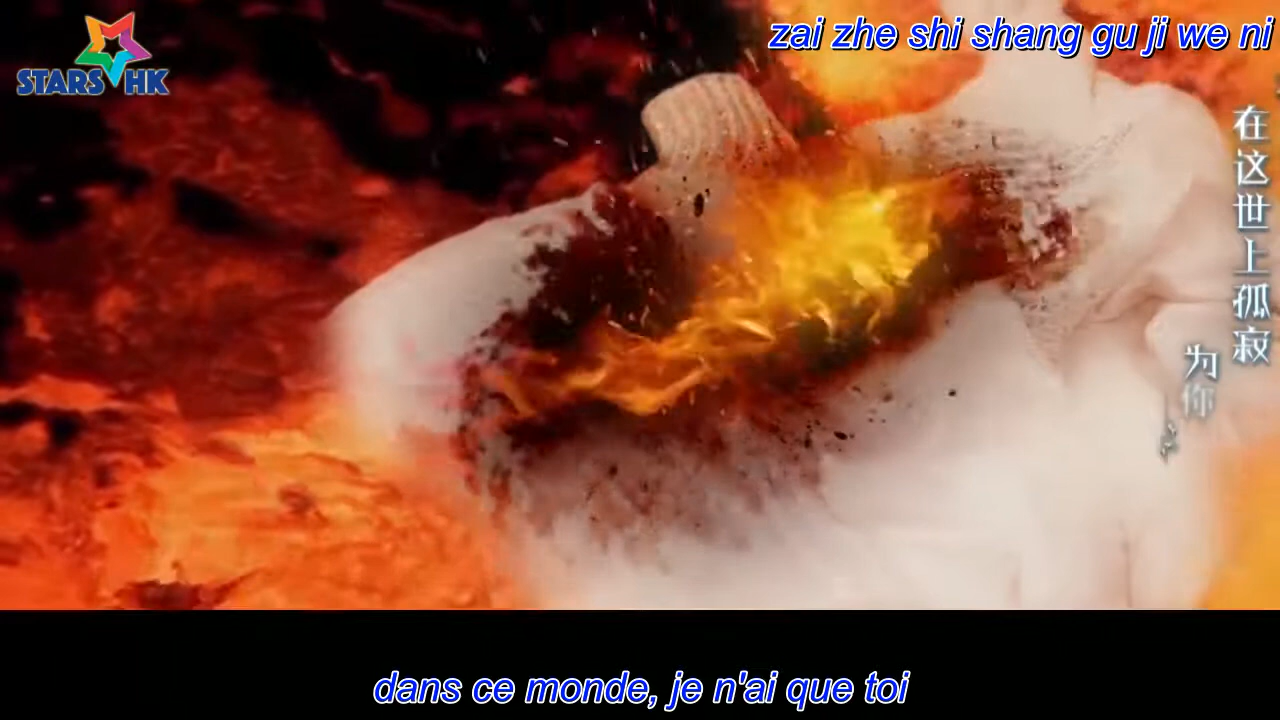 STARS HK
zai zhe shi shang gu ji we ni
在这世上孤寂
为你
dans ce monde, je n'ai que toi